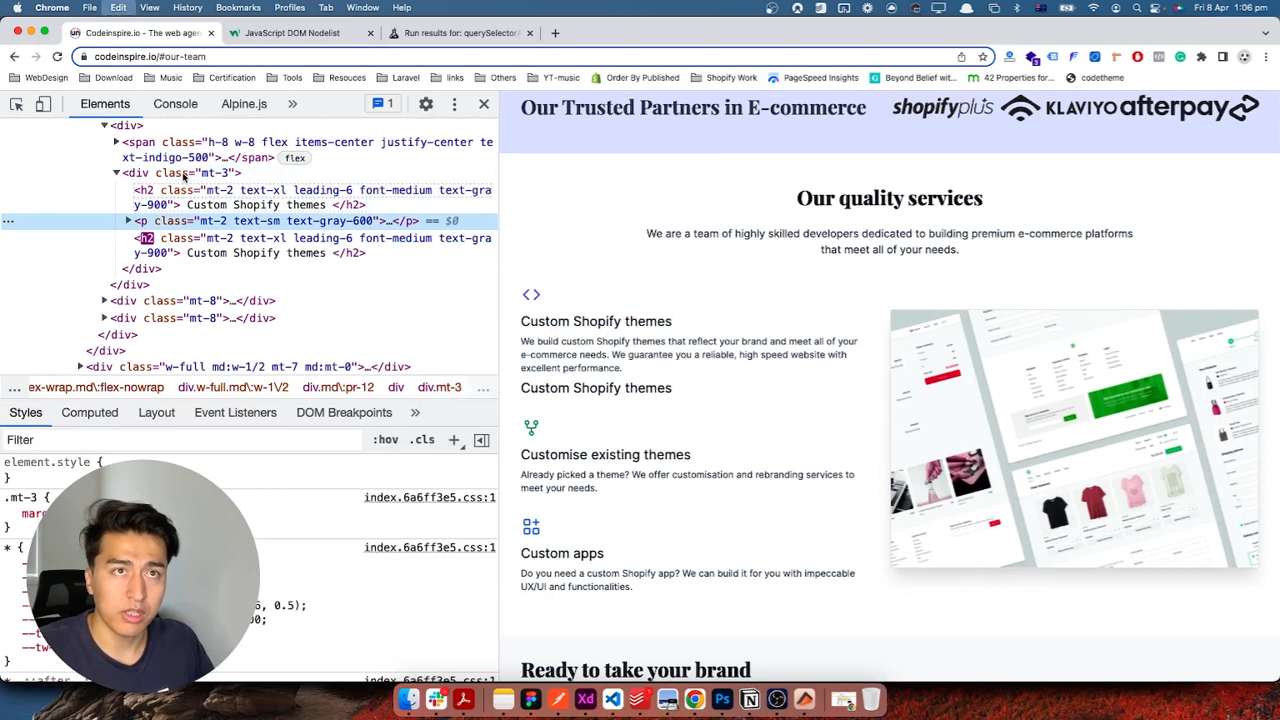 Chrome File Edit View History Bookmarks Profiles Tab Window Help Fri 8 Apr 1:06 pm
Codeinspire.io - The web agen × JavaScript DOM Nodelist × Run results for: querySelectorA ×
codeinspire.io/#our-team
WebDesign Download Music Certification Tools Resouces Laravel links Others YT-music Order By Published Shopify Work PageSpeed Insights Beyond Belief wit... 42 Properties for... codetheme
Elements Console Alpine.js » 1
<div>
<span class="h-8 w-8 flex items-center justify-center te
xt-indigo-500">…</span> flex
<div class="mt-3">
<h2 class="mt-2 text-xl leading-6 font-medium text-gra
y-900"> Custom Shopify themes </h2>
<p class="mt-2 text-sm text-gray-600">…</p> == $0
<h2 class="mt-2 text-xl leading-6 font-medium text-gra
y-900"> Custom Shopify themes </h2>
</div>
</div>
<div class="mt-8">…</div>
<div class="mt-8">…</div>
</div>
</div>
<div class="w-full md:w-1/2 mt-7 md:mt-0">…</div>
... ex-wrap.md\:flex-nowrap div.w-full.md\:w-1\/2 div.md\:pr-12 div div.mt-3 ...
Styles Computed Layout Event Listeners DOM Breakpoints »
Filter :hov .cls +
element.style {
}
.mt-3 { index.6a6ff3e5.css:1
}
* { index.6a6ff3e5.css:1
, 0.5);
}
index.6a6ff3e5.css:1
Our Trusted Partners in E-commerce shopifyplus KLAVIYO afterpay
Our quality services
We are a team of highly skilled developers dedicated to building premium e-commerce platforms
that meet all of your needs.
Custom Shopify themes
We build custom Shopify themes that reflect your brand and meet all of your
e-commerce needs. We guarantee you a reliable, high speed website with
excellent performance.
Custom Shopify themes
Customise existing themes
Already picked a theme? We offer customisation and rebranding services to
meet your needs.
Custom apps
Do you need a custom Shopify app? We can build it for you with impeccable
UX/UI and functionalities.
Ready to take your brand